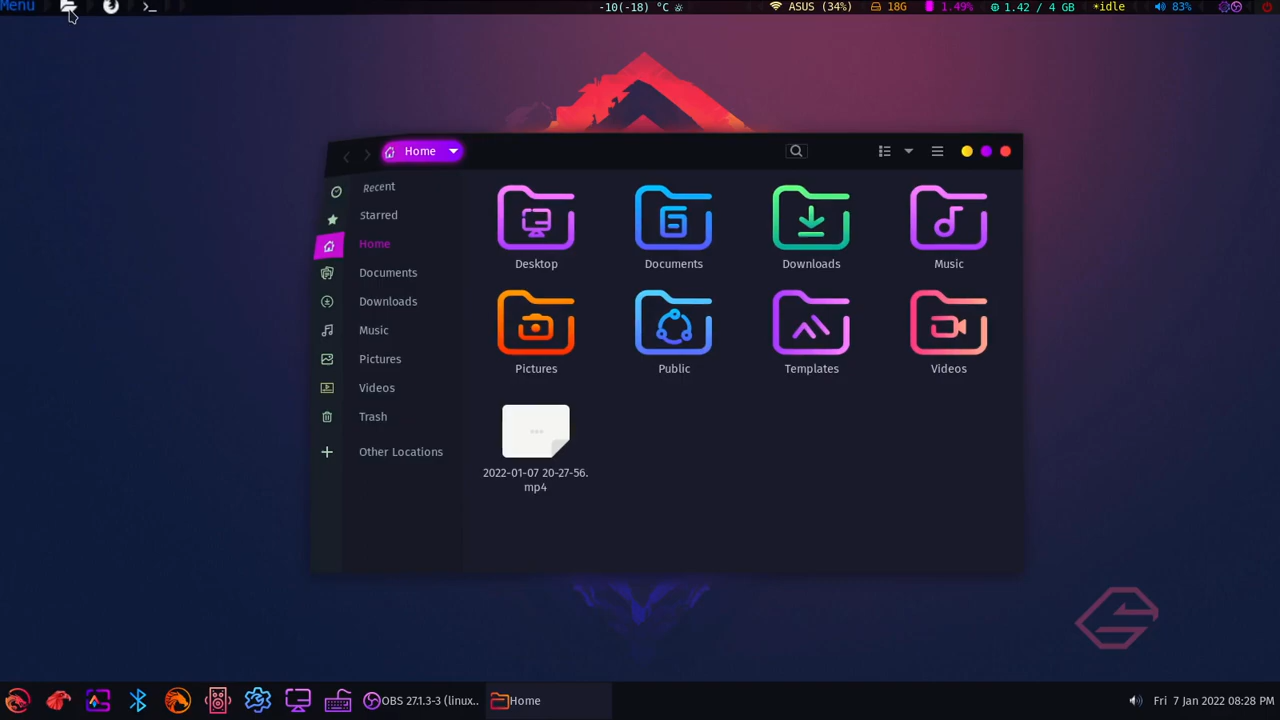 Menu
-10(-18) °C
ASUS (34%)
18G
1.49%
1.42 / 4 GB
idle
83%
Home
Recent
Starred
Home
Documents
Downloads
Music
Pictures
Videos
Trash
Other Locations
Desktop
Documents
Downloads
Music
Pictures
Public
Templates
Videos
2022-01-07 20-27-56.
mp4
OBS 27.1.3-3 (linux..
Home
Fri 7 Jan 2022 08:28 PM